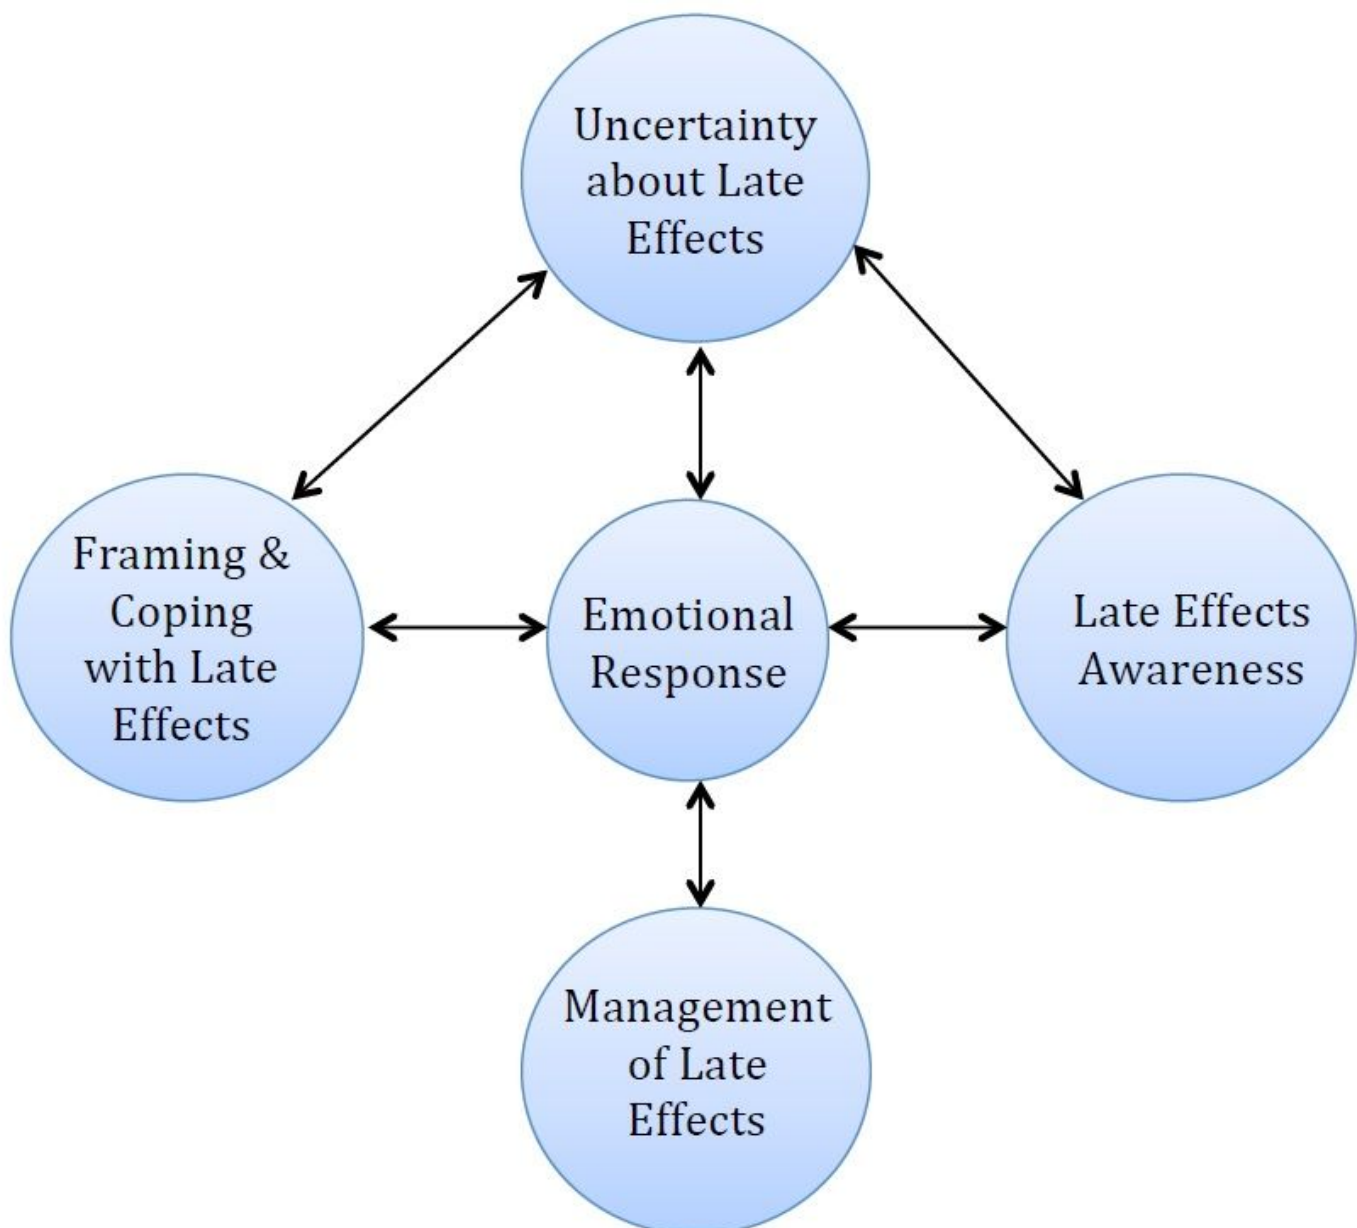 Uncertainty
about Late
Effects
Framing &
Coping
with Late
Effects
Emotional
Response
Late Effects
Awareness
Management
of Late
Effects